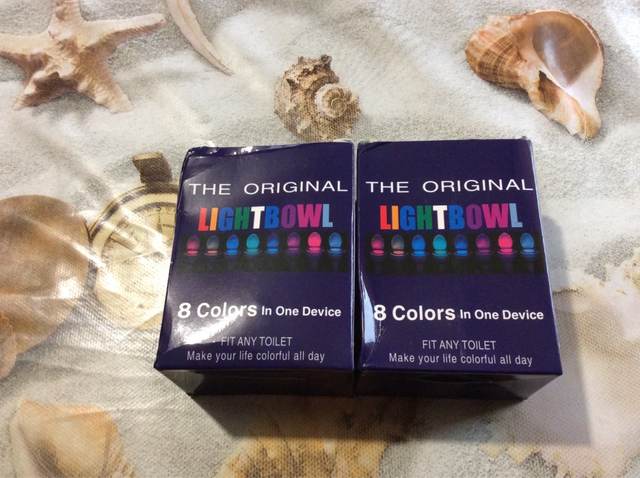 THE ORIGINAL
LIGHTBOWL
8 Colors In One Device
FIT ANY TOILET
Make your life colorful all day
THE ORIGINAL
LIGHTBOWL
8 Colors In One Device
FIT ANY TOILET
Make your life colorful all day